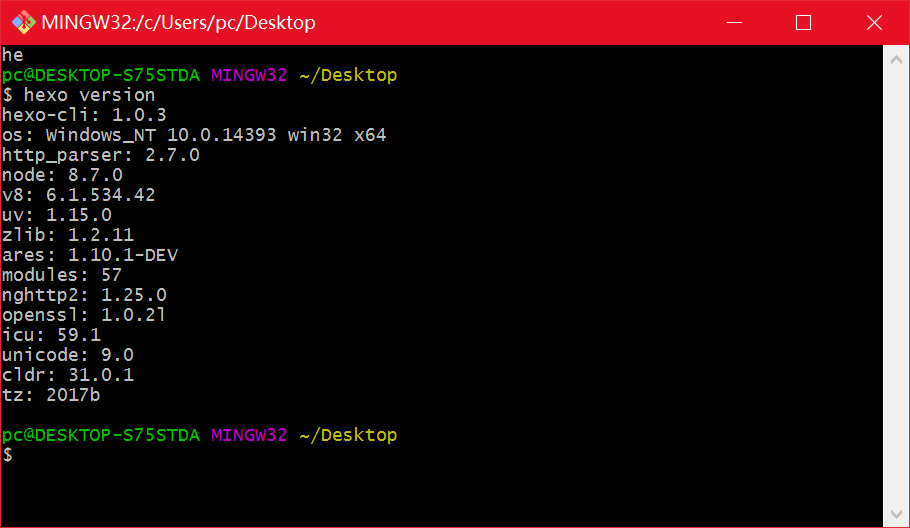 MINGW32:/c/Users/pc/Desktop
he
pc@DESKTOP-S75STDA MINGW32 ~/Desktop
$ hexo version
hexo-cli: 1.0.3
os: Windows_NT 10.0.14393 win32 x64
http_parser: 2.7.0
node: 8.7.0
v8: 6.1.534.42
uv: 1.15.0
zlib: 1.2.11
ares: 1.10.1-DEV
modules: 57
nghttp2: 1.25.0
openssl: 1.0.2l
icu: 59.1
unicode: 9.0
cldr: 31.0.1
tz: 2017b
pc@DESKTOP-S75STDA MINGW32 ~/Desktop
$